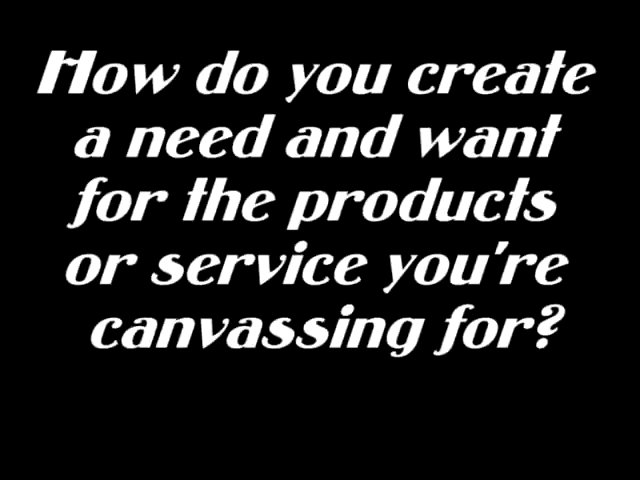 How do you create
a need and want
for the products
or service you're
canvassing for?